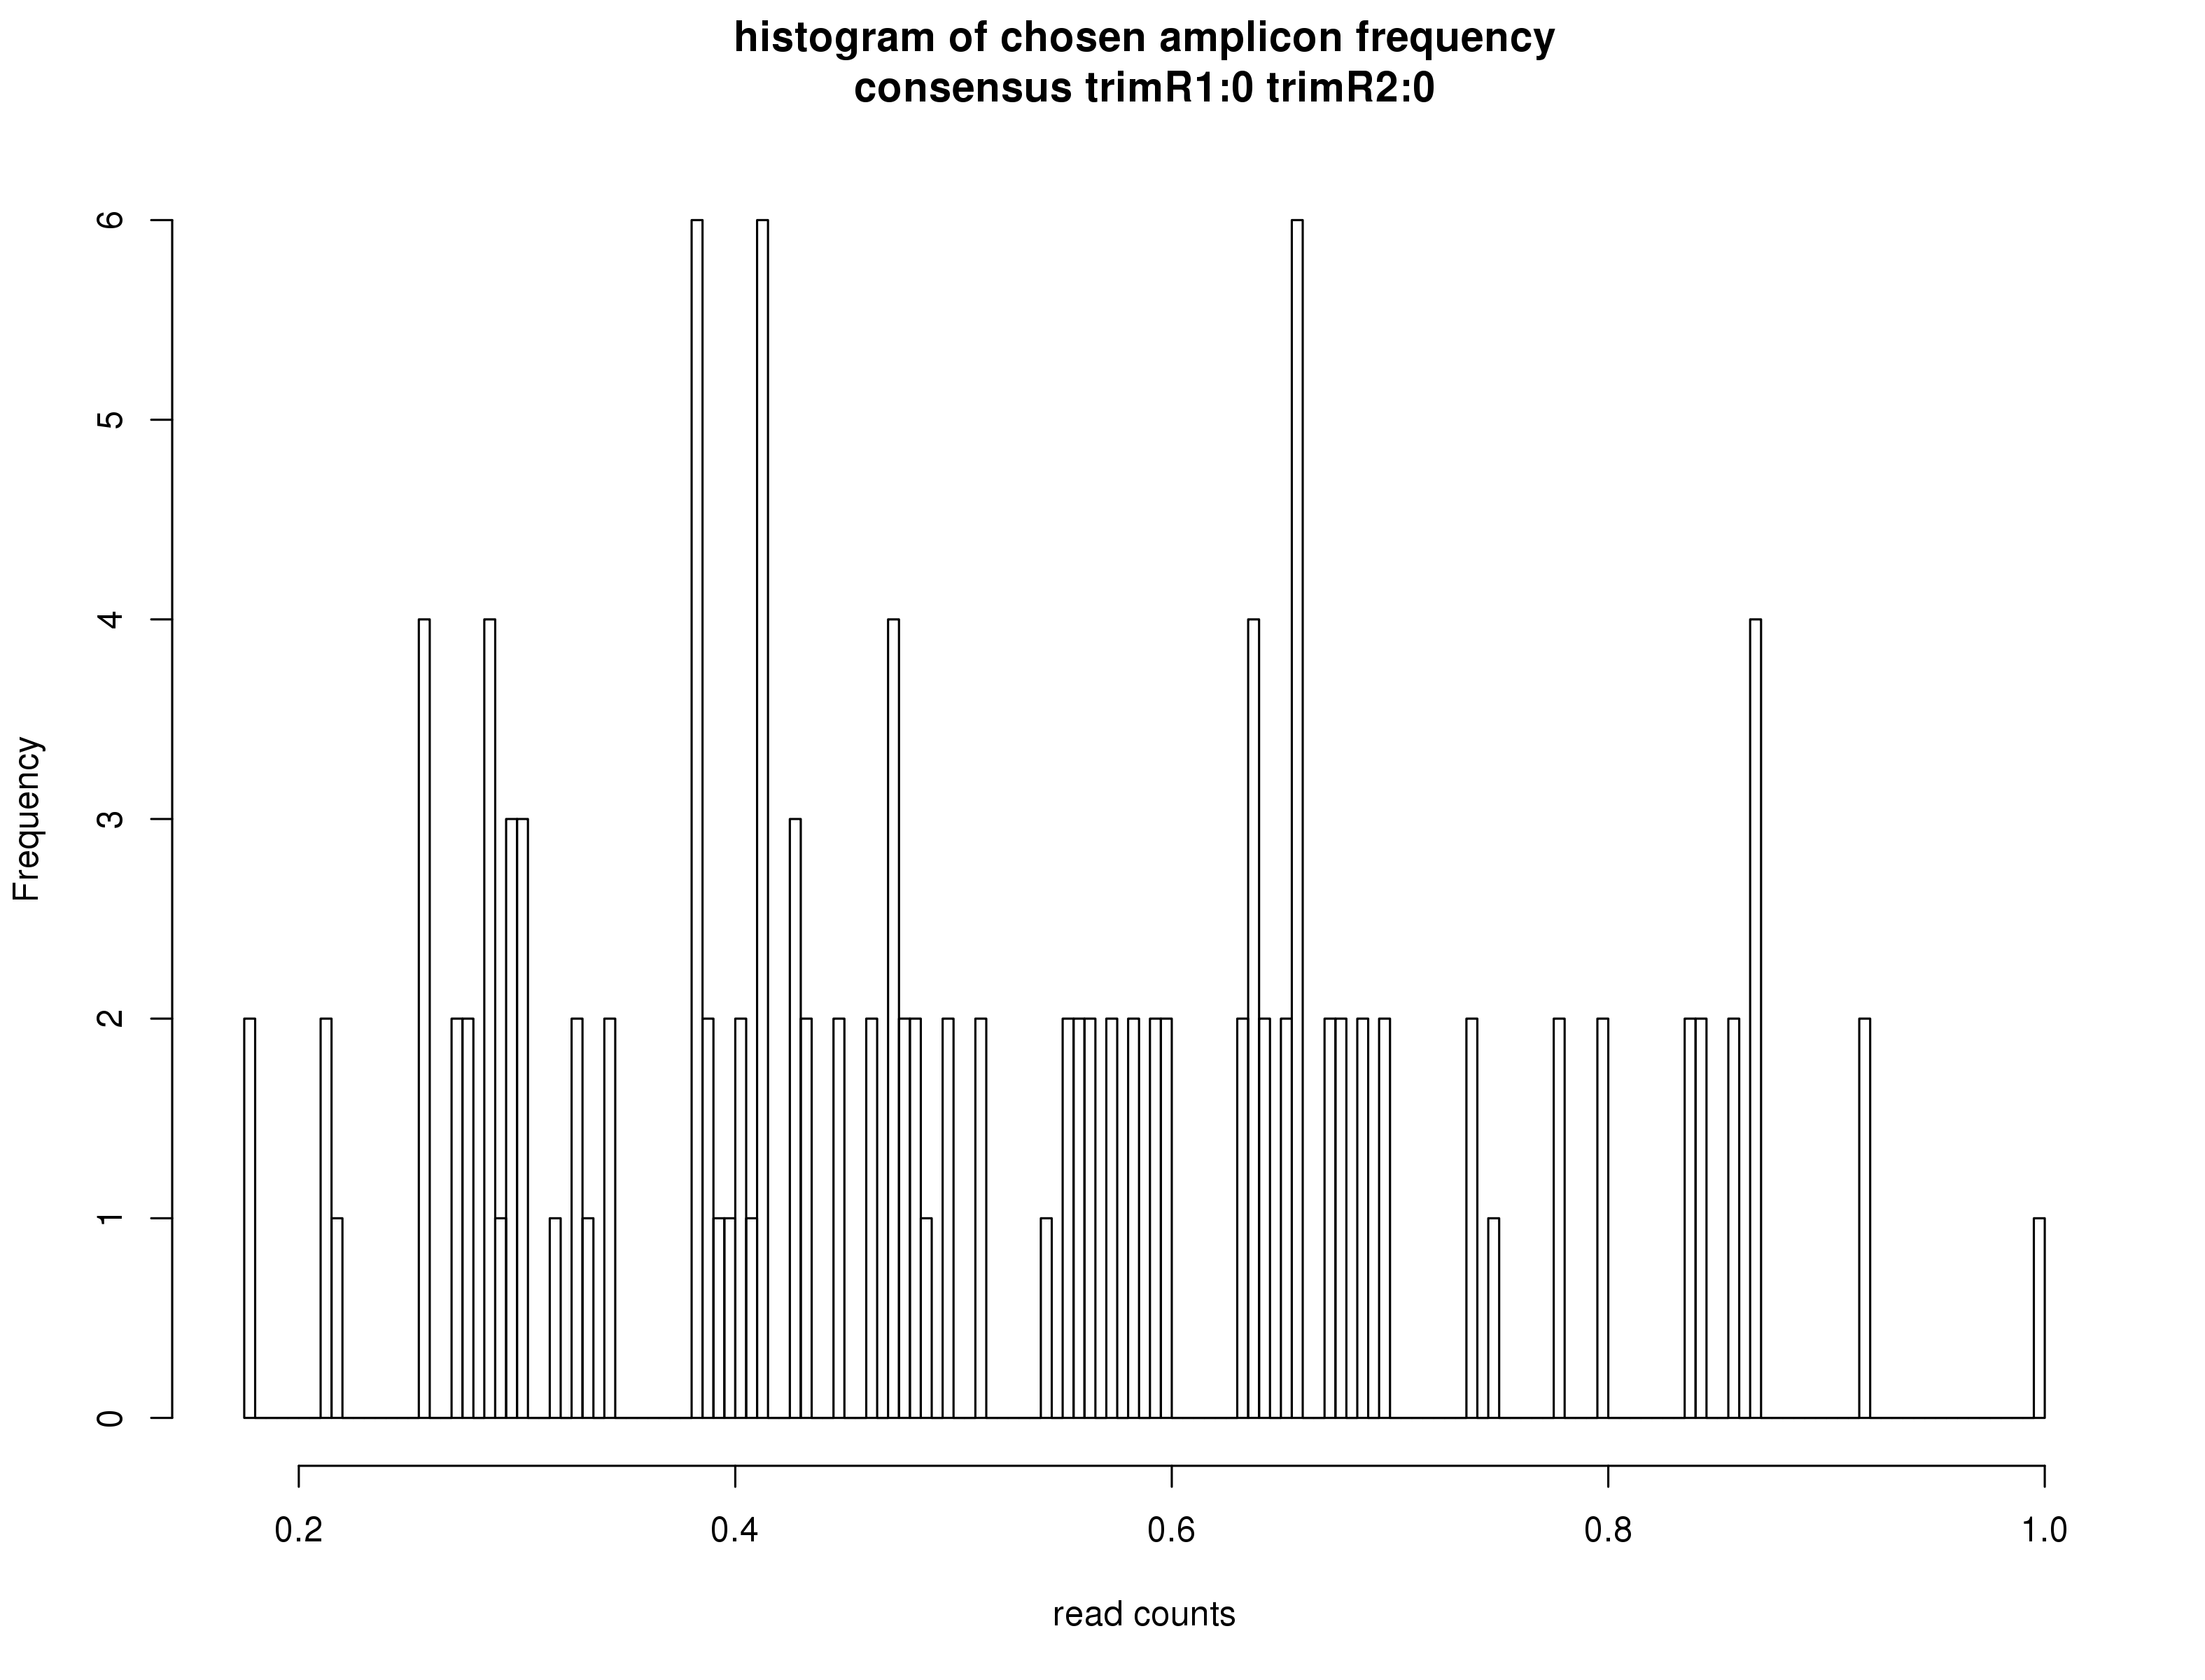 histogram of chosen amplicon frequency
consensus trimR1:0 trimR2:0
Frequency
6
5
4
3
2
1
0
0.2 0.4 0.6 0.8 1.0
read counts